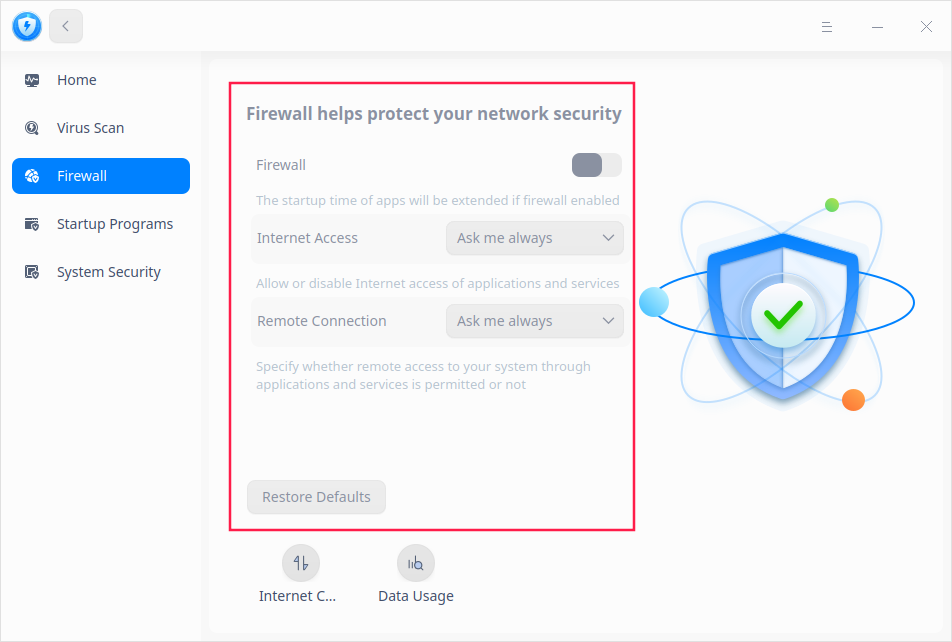 Home
Virus Scan
Firewall
Startup Programs
System Security
Firewall helps protect your network security
Firewall
The startup time of apps will be extended if firewall enabled
Internet Access
Ask me always
Allow or disable Internet access of applications and services
Remote Connection
Ask me always
Specify whether remote access to your system through
applications and services is permitted or not
Restore Defaults
Internet C...
Data Usage